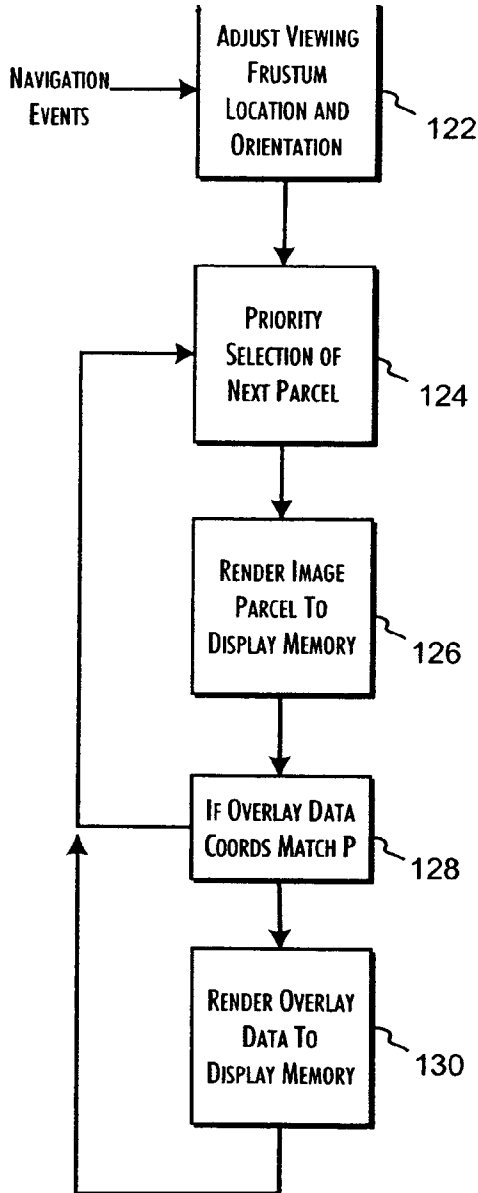 ADJUST VIEWING
FRUSTUM
LOCATION AND
ORIENTATION
NAVIGATION
EVENTS
122
PRIORITY
SELECTION OF
NEXT PARCEL
124
RENDER IMAGE
PARCEL TO
DISPLAY MEMORY
126
IF OVERLAY DATA
COORDS MATCH P
128
RENDER OVERLAY
DATA TO
DISPLAY MEMORY
130